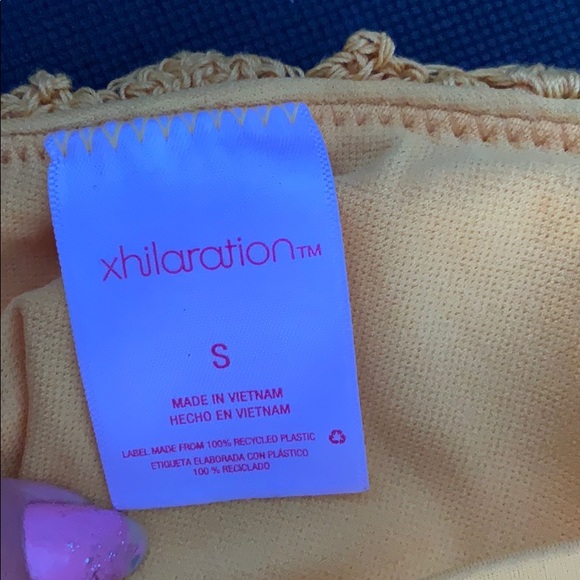 xhilaration™
S
MADE IN VIETNAM
HECHO EN VIETNAM
LABEL MADE FROM 100% RECYCLED PLASTIC
ETIQUETA ELABORADA CON PLÁSTICO
100 % RECICLADO